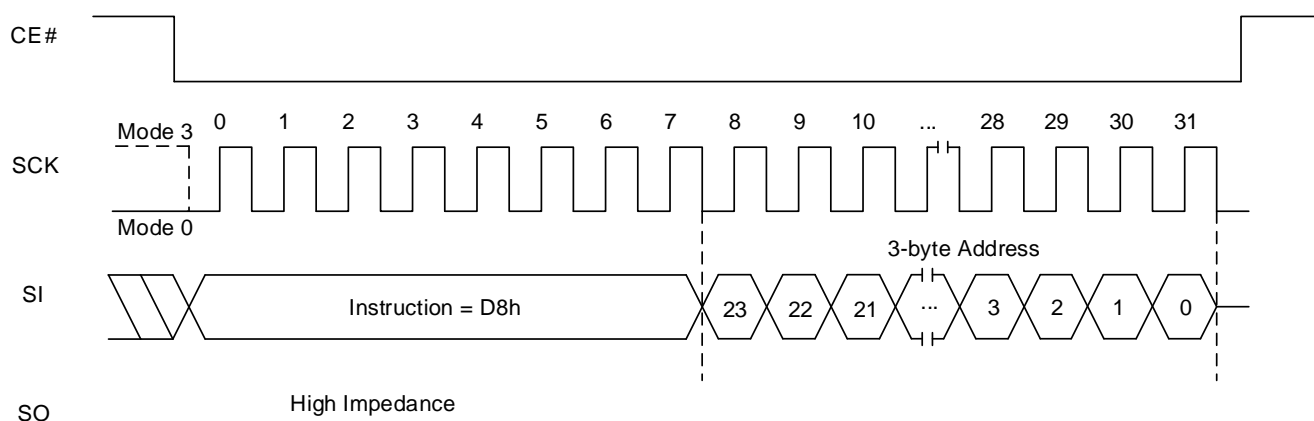 CE#
0 1 2 3 4 5 6 7 8 9 10 ... 28 29 30 31
Mode 3
SCK
Mode 0
3-byte Address
SI
Instruction = D8h 23 22 21 ... 3 2 1 0
High Impedance
SO